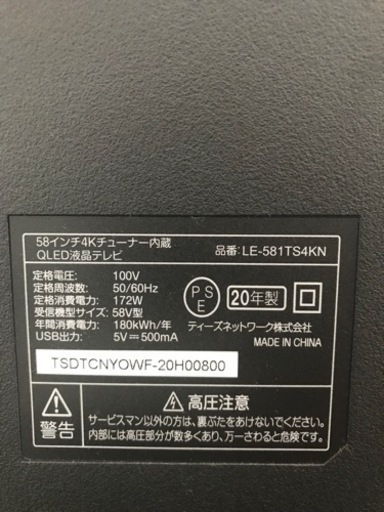 58インチ4Kチューナー内蔵
QLED液晶テレビ
品番: LE-581TS4KN
定格電圧: 100V
定格周波数: 50/60Hz
定格消費電力: 172W
受信機型サイズ: 58V型
年間消費電力: 180kWh/年
USB出力: 5V⎓500mA
PSE
20年製
ティーズネットワーク株式会社
MADE IN CHINA
TSDTCNYOWF-20H00800
警告
高圧注意
サービスマン以外の方は、裏ぶたをあけないでください。
内部には高圧部分が数多くあり、万一さわると危険です。